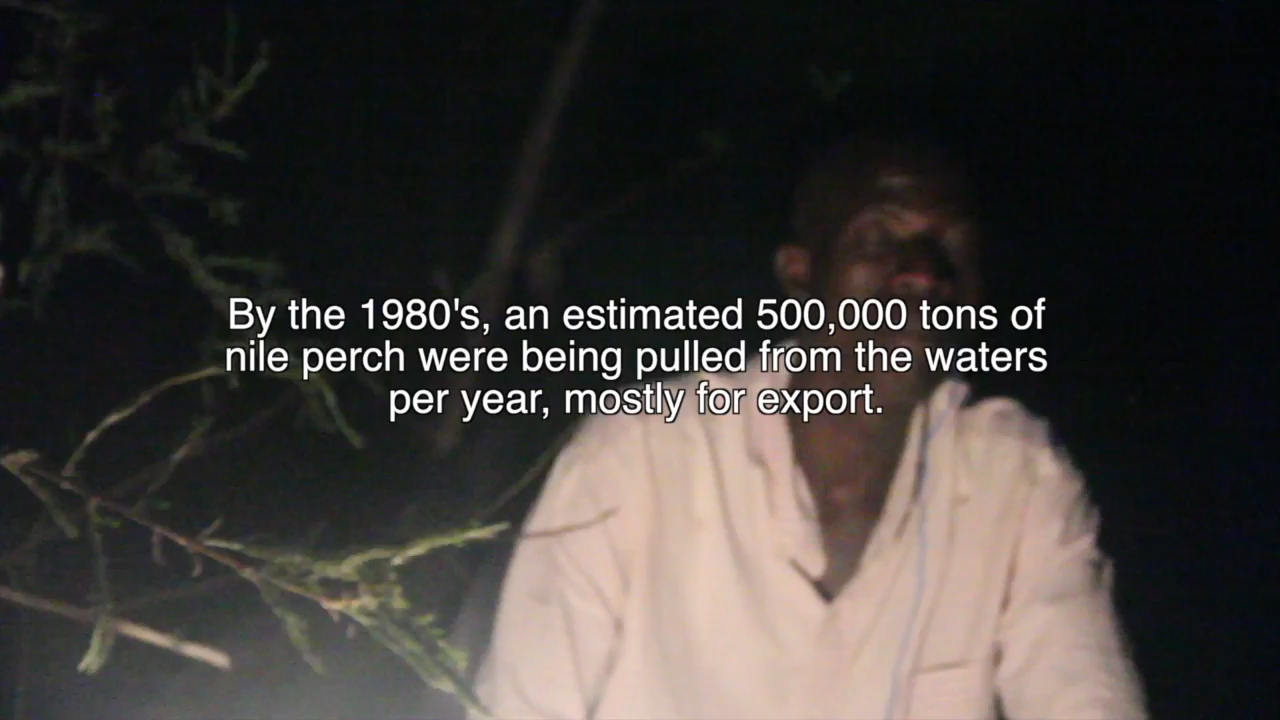 By the 1980's, an estimated 500,000 tons of
nile perch were being pulled from the waters
per year, mostly for export.